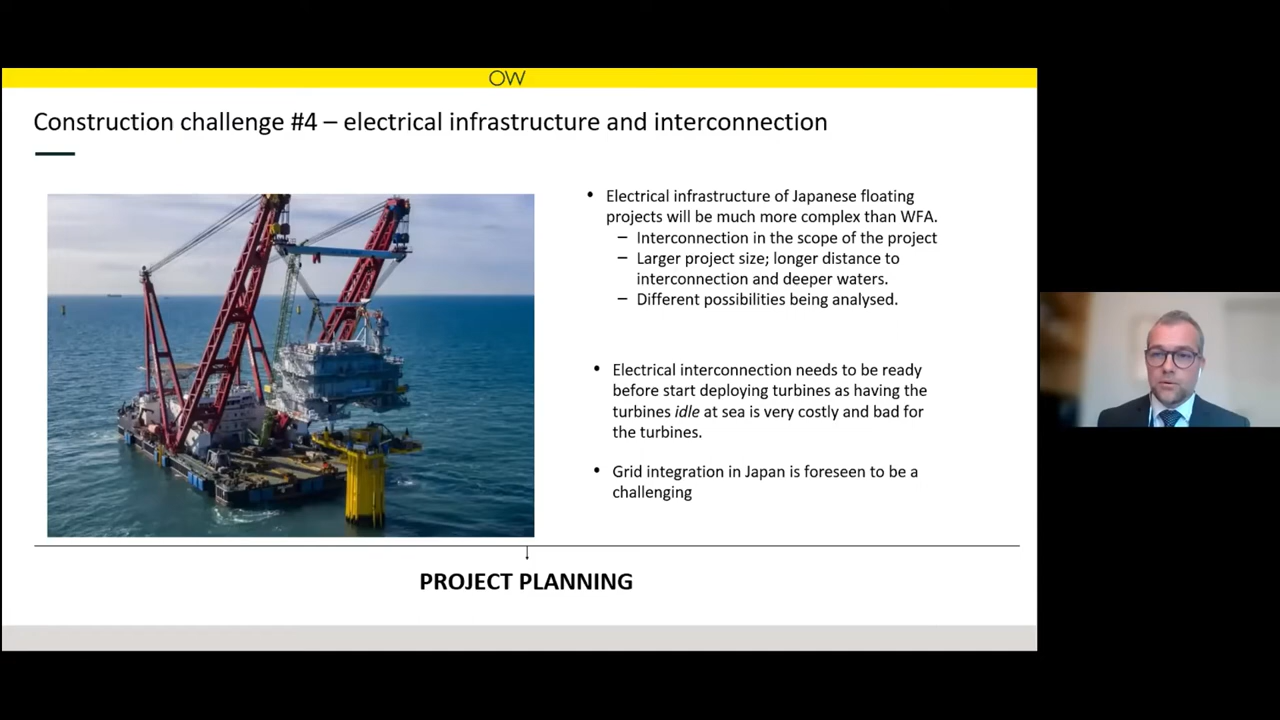 OW
Construction challenge #4 – electrical infrastructure and interconnection
• Electrical infrastructure of Japanese floating
projects will be much more complex than WFA.
– Interconnection in the scope of the project
– Larger project size; longer distance to
interconnection and deeper waters.
– Different possibilities being analysed.
• Electrical interconnection needs to be ready
before start deploying turbines as having the
turbines idle at sea is very costly and bad for
the turbines.
• Grid integration in Japan is foreseen to be a
challenging
PROJECT PLANNING